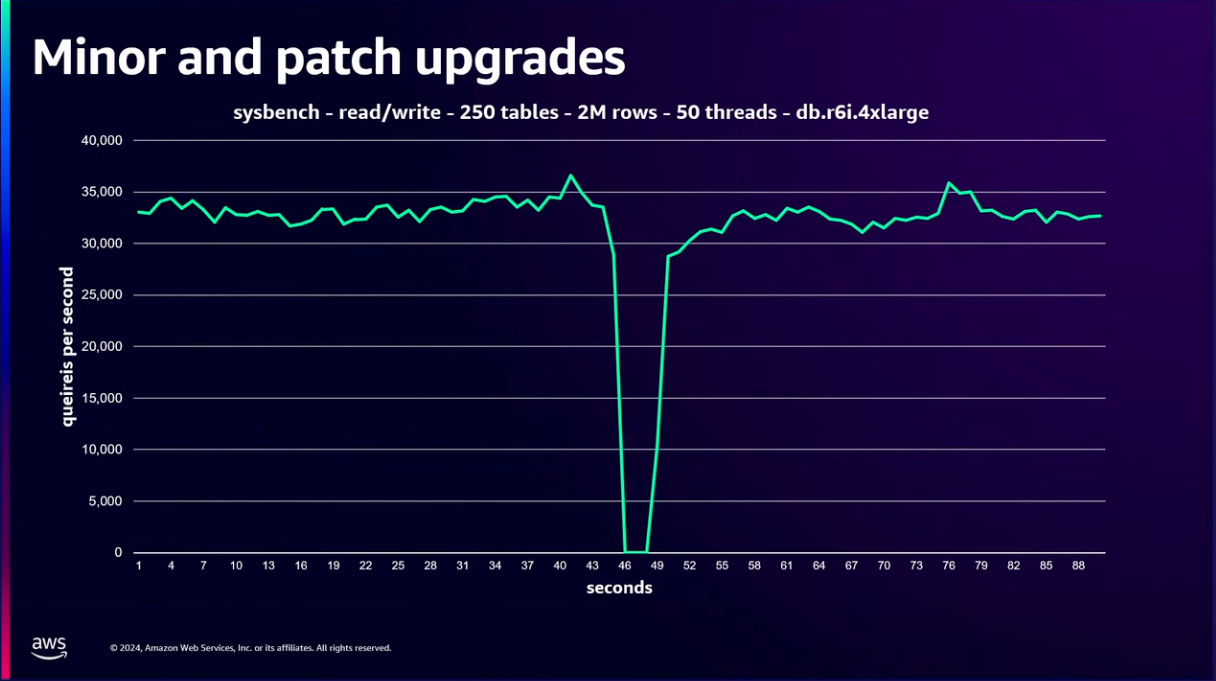 Minor and patch upgrades
sysbench - read/write - 250 tables - 2M rows - 50 threads - db.r6i.4xlarge
40,000
35,000
30,000
25,000
20,000
15,000
10,000
5,000
0
queireis per second
1 4 7 10 13 16 19 22 25 28 31 34 37 40 43 46 49 52 55 58 61 64 67 70 73 76 79 82 85 88
seconds
aws
© 2024, Amazon Web Services, Inc. or its affiliates. All rights reserved.